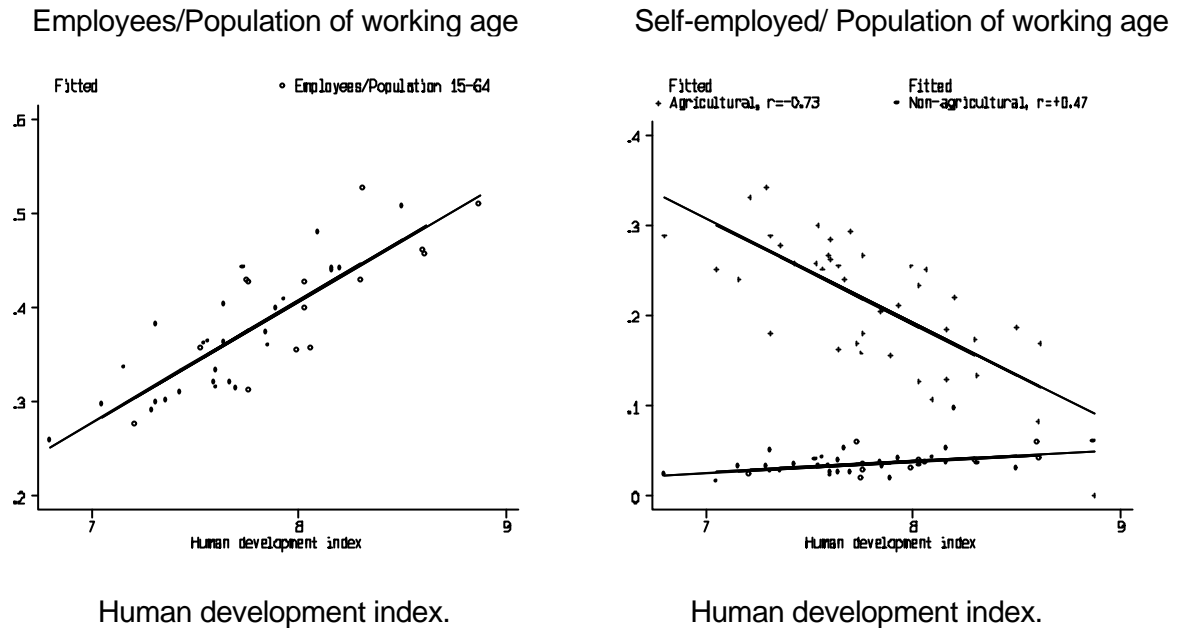 Employees/Population of working age
Fitted
Employees/Population 15-64
.6
.5
.4
.3
.2
7 8 9
Human development index
Human development index.
Self-employed/ Population of working age
Fitted Fitted
Agricultural, r=-0.73 Non-agricultural, r=+0.47
.4
.3
.2
.1
0
7 8 9
Human development index
Human development index.